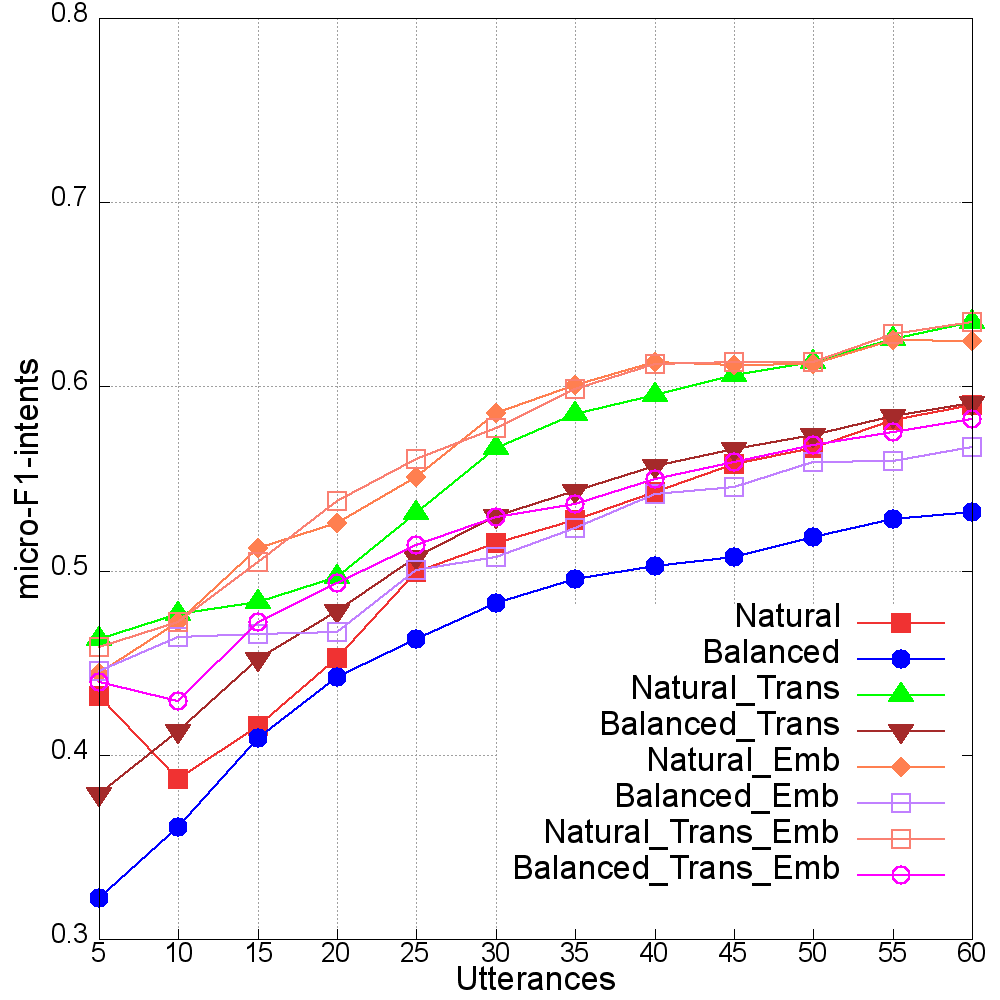 0.8
0.7
0.6
0.5
0.4
0.3
micro-F1-intents
Natural
Balanced
Natural_Trans
Balanced_Trans
Natural_Emb
Balanced_Emb
Natural_Trans_Emb
Balanced_Trans_Emb
5 10 15 20 25 30 35 40 45 50 55 60
Utterances